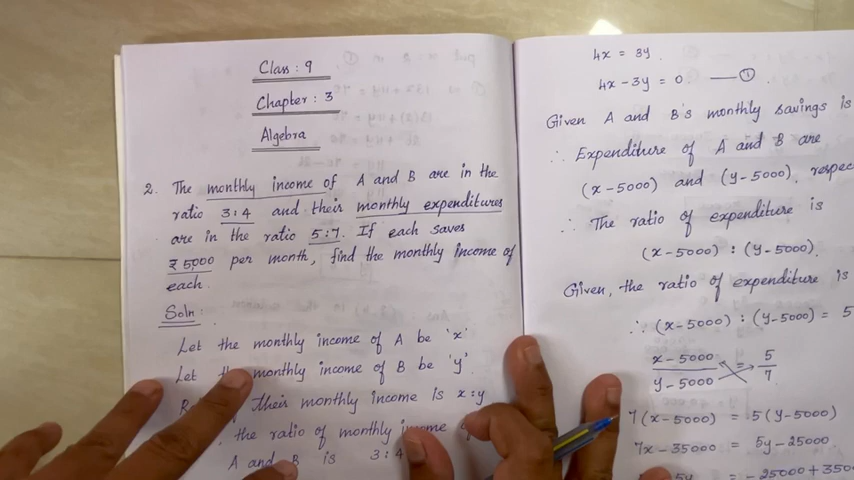 Class : 9
Chapter : 3
Algebra
2. The monthly income of A and B are in the
ratio 3:4 and their monthly expenditures
are in the ratio 5:7. If each saves
₹5000 per month, find the monthly income of
each.
Soln:
Let the monthly income of A be 'x'
Let the monthly income of B be 'y'.
Their monthly income is x:y
the ratio of monthly income
A and B is 3:4
4x = 3y.
4x - 3y = 0. —— ①.
Given A and B's monthly savings is
∴ Expenditure of A and B are
(x-5000) and (y-5000), respec
∴ The ratio of expenditure is
(x-5000) : (y-5000).
Given, the ratio of expenditure is
∴ (x-5000) : (y-5000) = 5
x-5000 / y-5000 = 5/7
7(x-5000) = 5(y-5000)
7x-35000 = 5y-25000
5y = -25000+350